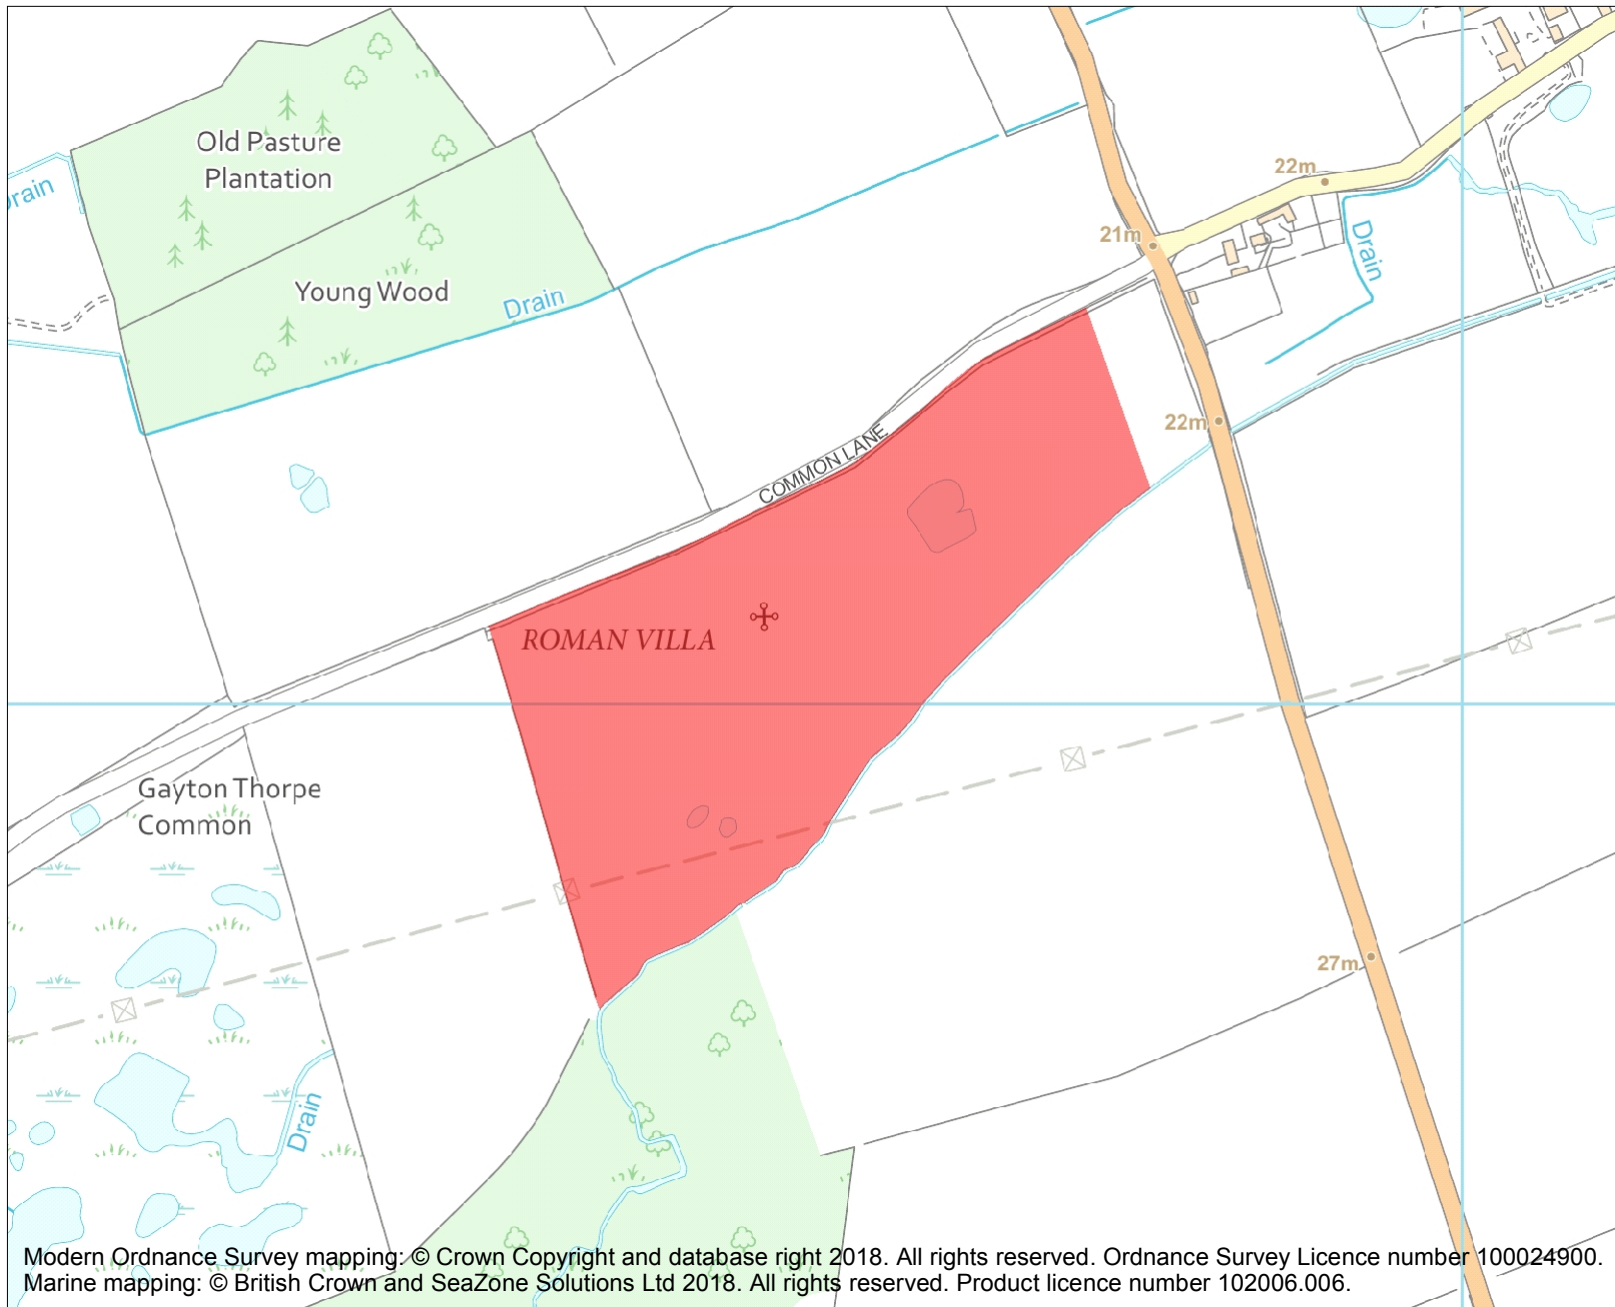 Old Pasture
Plantation
22m
Drain
21m
Drain
Young Wood
Drain
22m
COMMON LANE
ROMAN VILLA
Gayton Thorpe
Common
27m
Drain
Modern Ordnance Survey mapping: © Crown Copyright and database right 2018. All rights reserved. Ordnance Survey Licence number 100024900.
Marine mapping: © British Crown and SeaZone Solutions Ltd 2018. All rights reserved. Product licence number 102006.006.